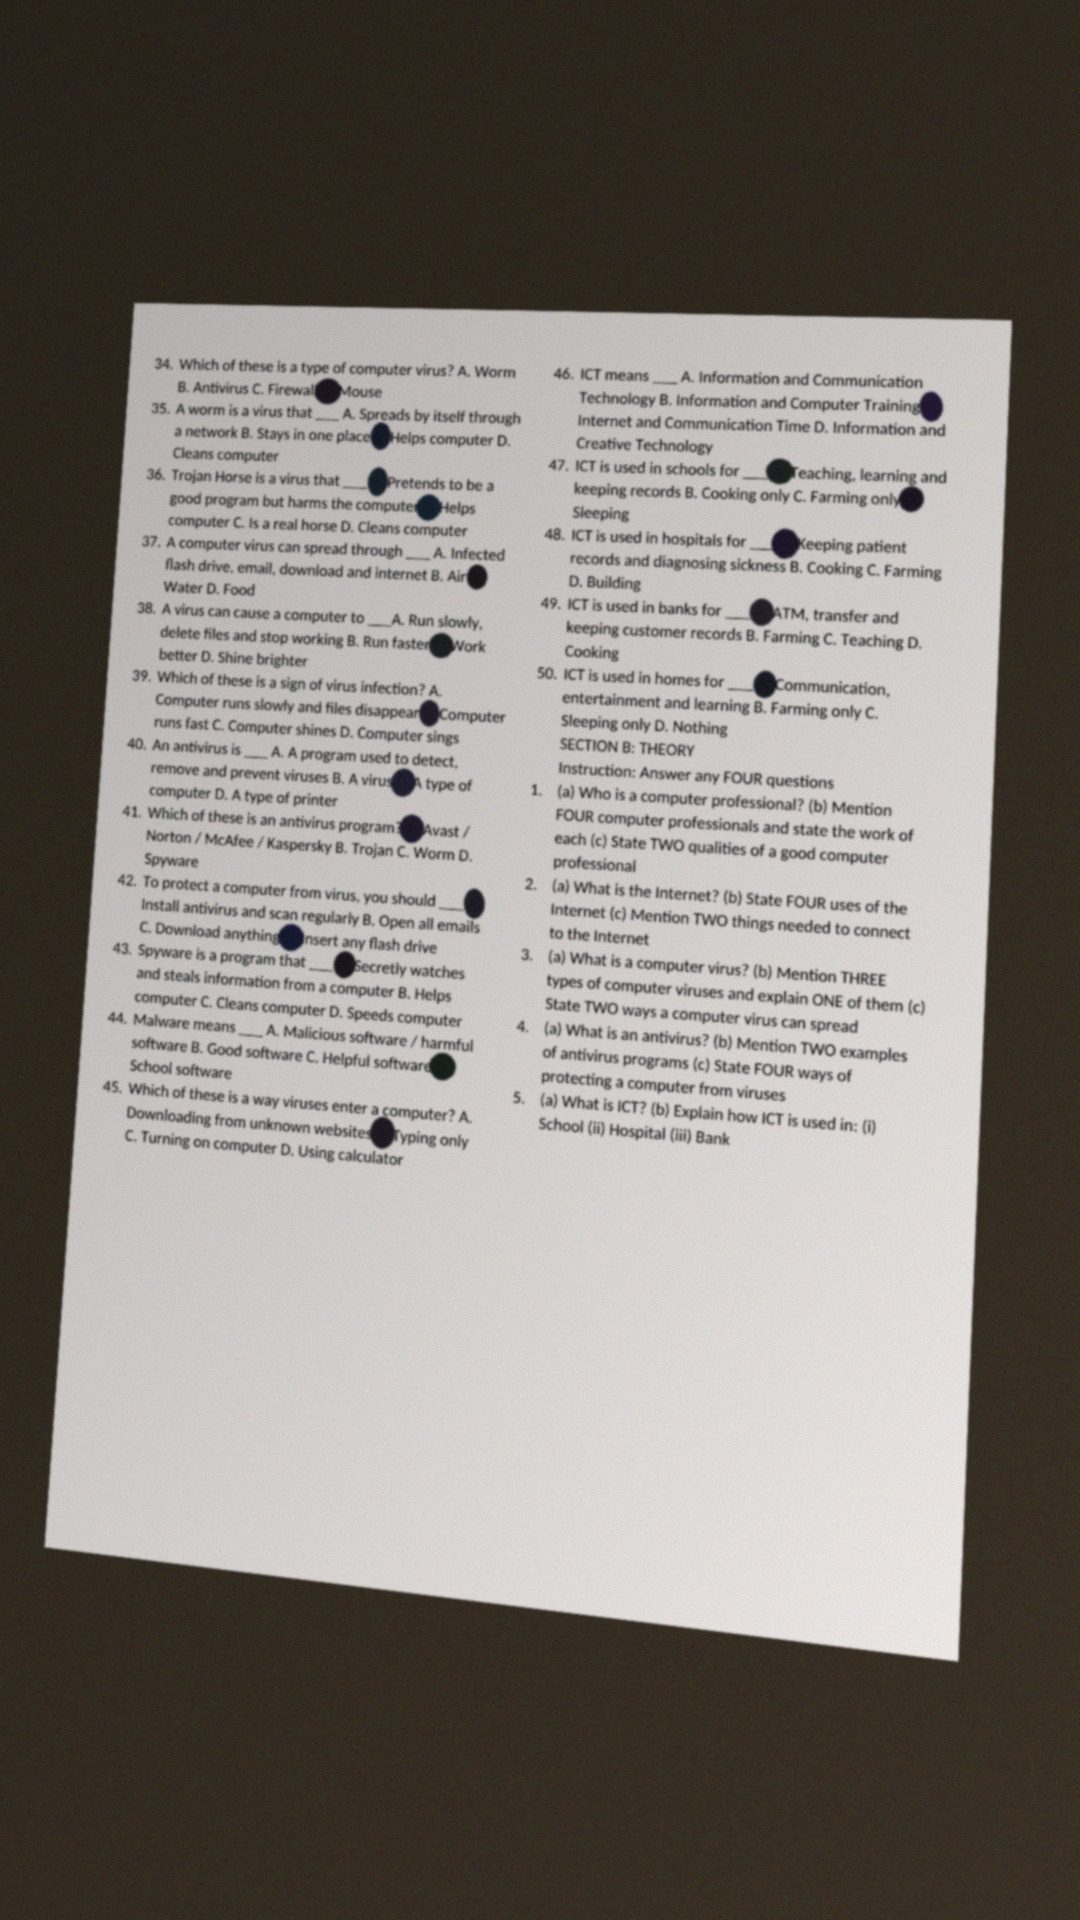 34. Which of these is a type of computer virus? A. Worm
B. Antivirus C. Firewal Mouse
35. A worm is a virus that ___ A. Spreads by itself through
a network B. Stays in one place Helps computer D.
Cleans computer
36. Trojan Horse is a virus that ___ Pretends to be a
good program but harms the compute Helps
computer C. Is a real horse D. Cleans computer
37. A computer virus can spread through ___ A. Infected
flash drive, email, download and internet B. Air
Water D. Food
38. A virus can cause a computer to ___A. Run slowly,
delete files and stop working B. Run faster Work
better D. Shine brighter
39. Which of these is a sign of virus infection? A.
Computer runs slowly and files disappear Computer
runs fast C. Computer shines D. Computer sings
40. An antivirus is ___ A. A program used to detect,
remove and prevent viruses B. A virus A type of
computer D. A type of printer
41. Which of these is an antivirus program? Avast /
Norton / McAfee / Kaspersky B. Trojan C. Worm D.
Spyware
42. To protect a computer from virus, you should ___
Install antivirus and scan regularly B. Open all emails
C. Download anything nsert any flash drive
43. Spyware is a program that ___ Secretly watches
and steals information from a computer B. Helps
computer C. Cleans computer D. Speeds computer
44. Malware means ___ A. Malicious software / harmful
software B. Good software C. Helpful software
School software
45. Which of these is a way viruses enter a computer? A.
Downloading from unknown websites Typing only
C. Turning on computer D. Using calculator
46. ICT means ___ A. Information and Communication
Technology B. Information and Computer Training
Internet and Communication Time D. Information and
Creative Technology
47. ICT is used in schools for ___ Teaching, learning and
keeping records B. Cooking only C. Farming only
Sleeping
48. ICT is used in hospitals for ___ Keeping patient
records and diagnosing sickness B. Cooking C. Farming
D. Building
49. ICT is used in banks for ___ ATM, transfer and
keeping customer records B. Farming C. Teaching D.
Cooking
50. ICT is used in homes for ___ Communication,
entertainment and learning B. Farming only C.
Sleeping only D. Nothing
SECTION B: THEORY
Instruction: Answer any FOUR questions
1. (a) Who is a computer professional? (b) Mention
FOUR computer professionals and state the work of
each (c) State TWO qualities of a good computer
professional
2. (a) What is the Internet? (b) State FOUR uses of the
Internet (c) Mention TWO things needed to connect
to the Internet
3. (a) What is a computer virus? (b) Mention THREE
types of computer viruses and explain ONE of them (c)
State TWO ways a computer virus can spread
4. (a) What is an antivirus? (b) Mention TWO examples
of antivirus programs (c) State FOUR ways of
protecting a computer from viruses
5. (a) What is ICT? (b) Explain how ICT is used in: (i)
School (ii) Hospital (iii) Bank